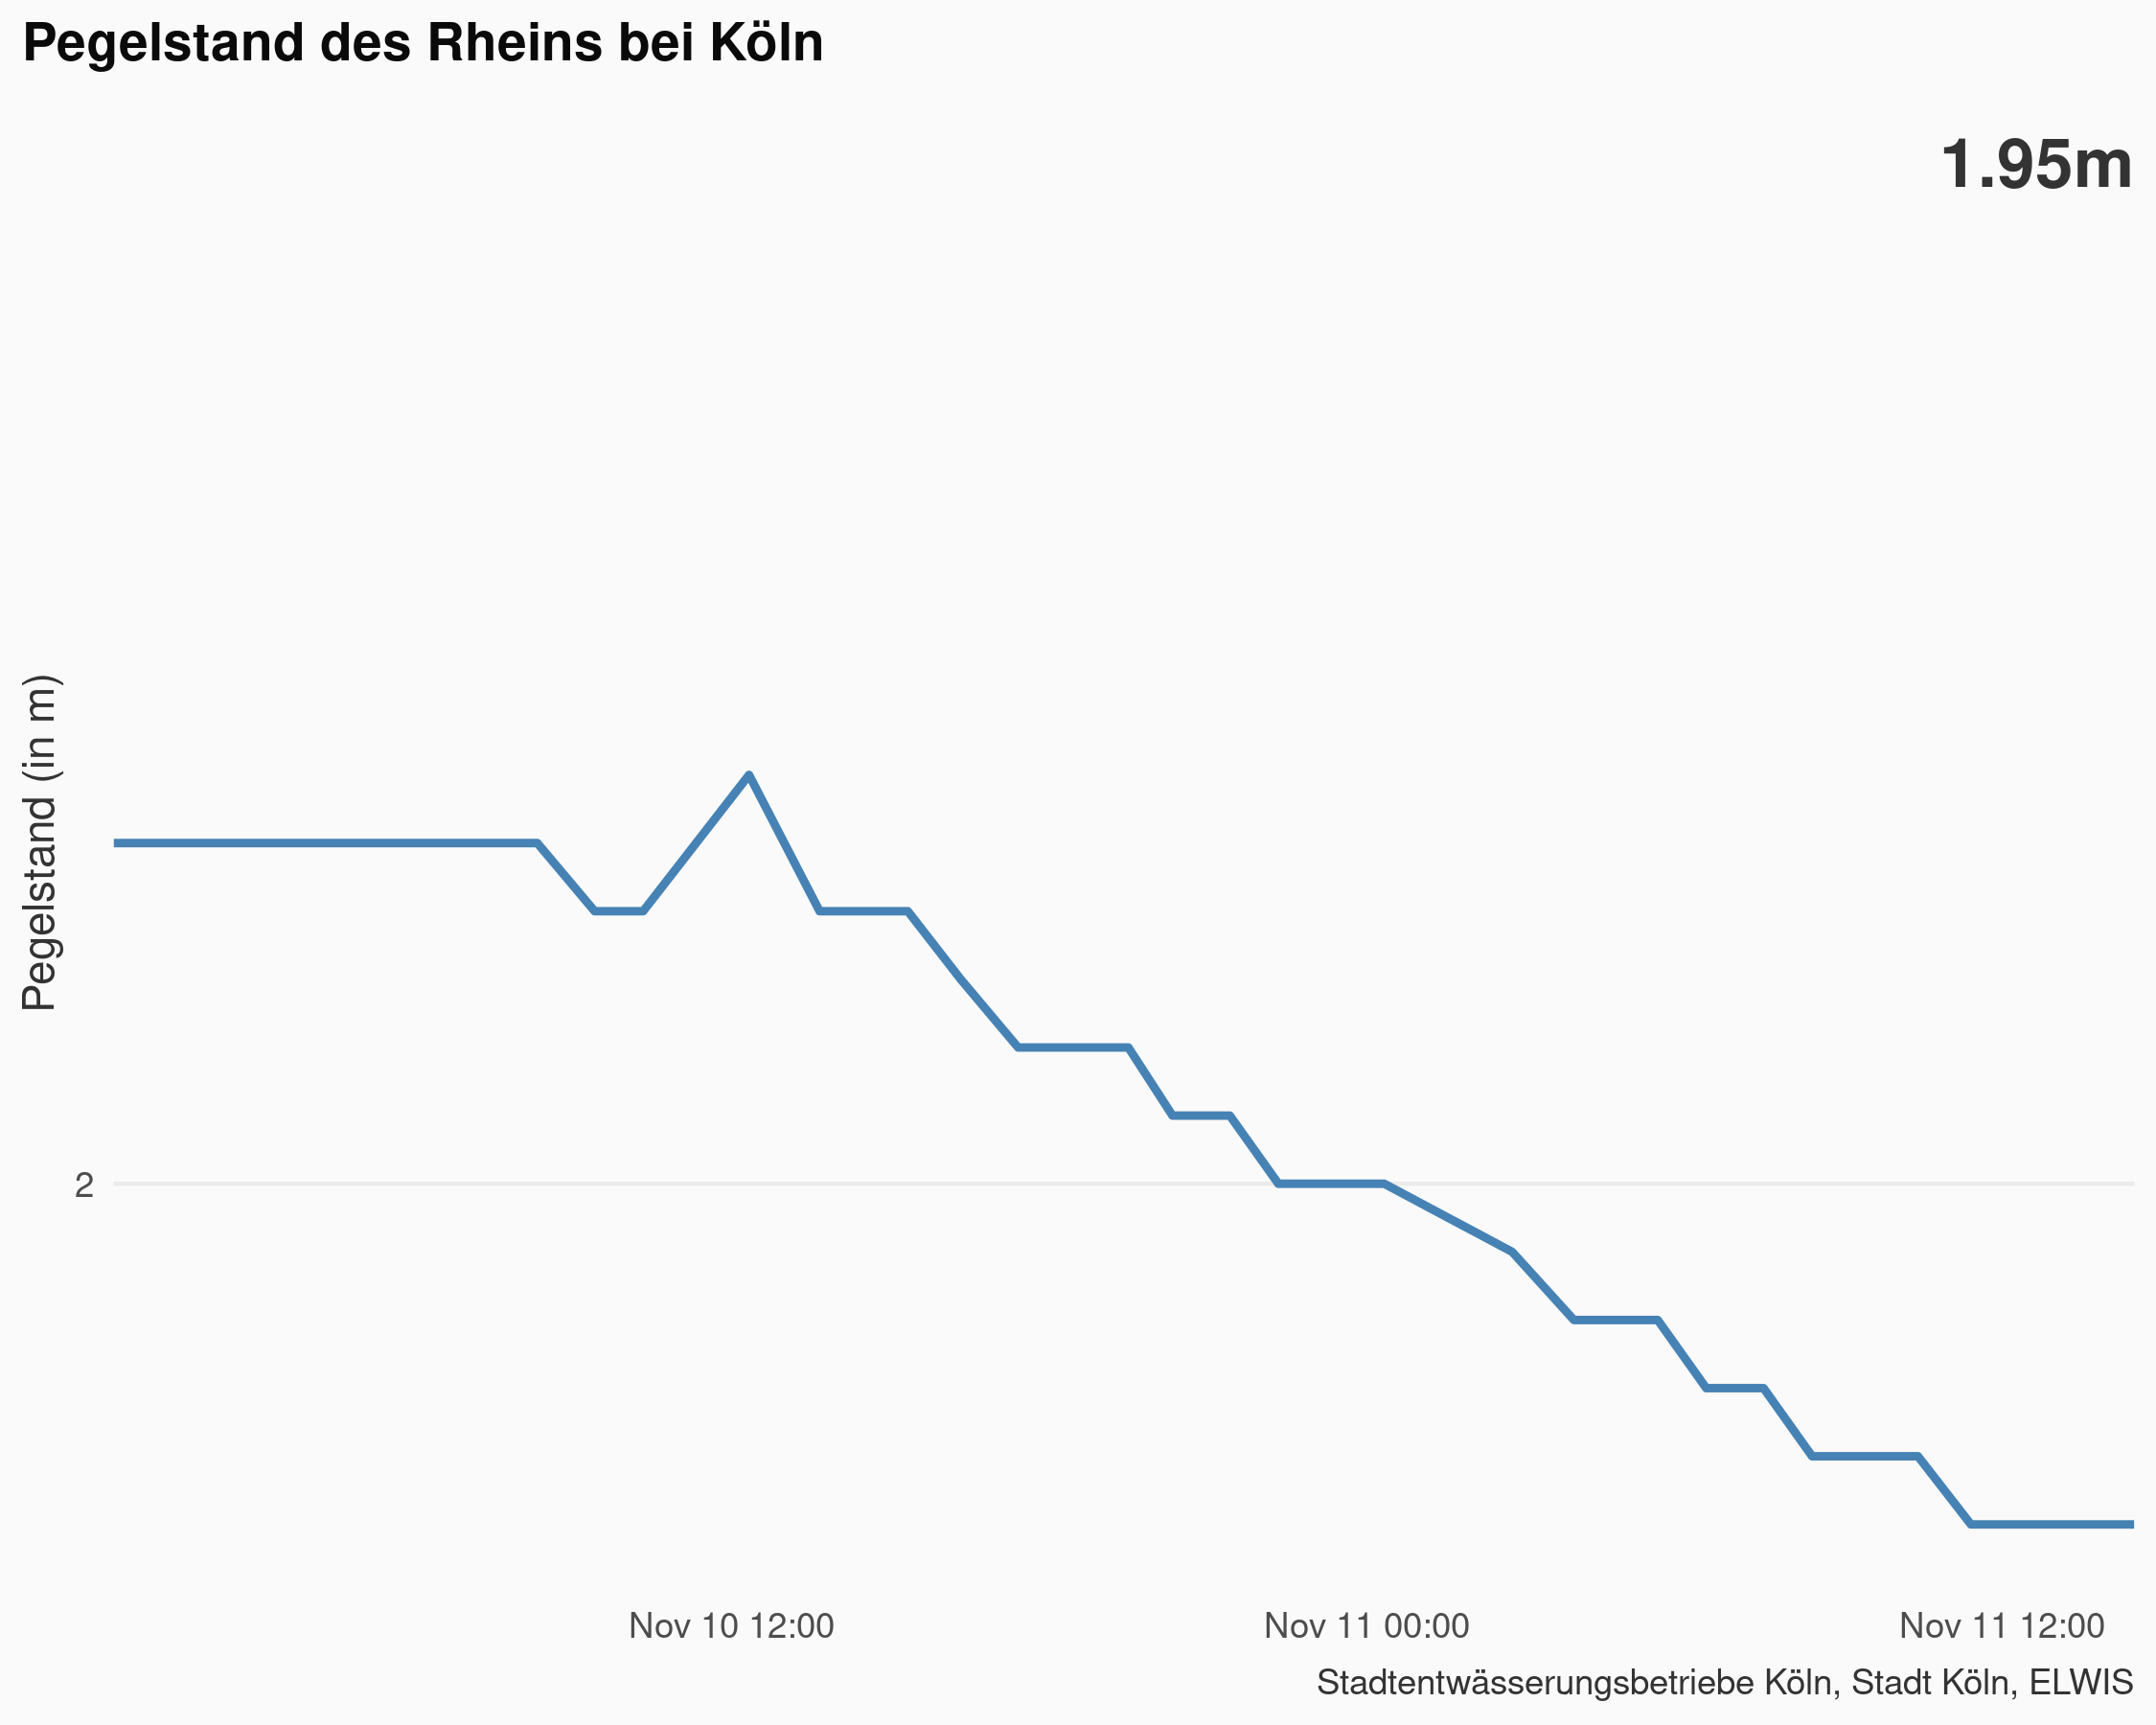 Pegelstand des Rheins bei Köln
1.95m
Pegelstand (in m)
2
Nov 10 12:00
Nov 11 00:00
Nov 11 12:00
Stadtentwässerungsbetriebe Köln, Stadt Köln, ELWIS